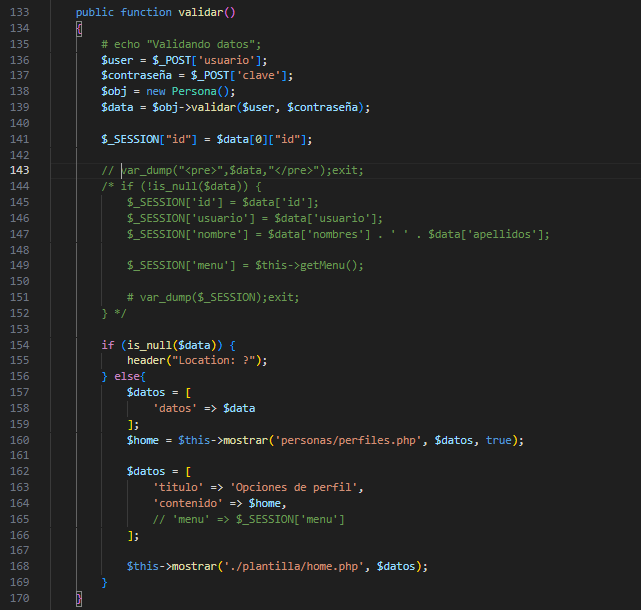 133 public function validar()
134 {
135 # echo "Validando datos";
136 $user = $_POST['usuario'];
137 $contraseña = $_POST['clave'];
138 $obj = new Persona();
139 $data = $obj->validar($user, $contraseña);
140
141 $_SESSION["id"] = $data[0]["id"];
142
143 // var_dump("<pre>",$data,"</pre>");exit;
144 /* if (!is_null($data)) {
145 $_SESSION['id'] = $data['id'];
146 $_SESSION['usuario'] = $data['usuario'];
147 $_SESSION['nombre'] = $data['nombres'] . ' ' . $data['apellidos'];
148
149 $_SESSION['menu'] = $this->getMenu();
150
151 # var_dump($_SESSION);exit;
152 } */
153
154 if (is_null($data)) {
155 header("Location: ?");
156 } else{
157 $datos = [
158 'datos' => $data
159 ];
160 $home = $this->mostrar('personas/perfiles.php', $datos, true);
161
162 $datos = [
163 'titulo' => 'Opciones de perfil',
164 'contenido' => $home,
165 // 'menu' => $_SESSION['menu']
166 ];
167
168 $this->mostrar('./plantilla/home.php', $datos);
169 }
170 }